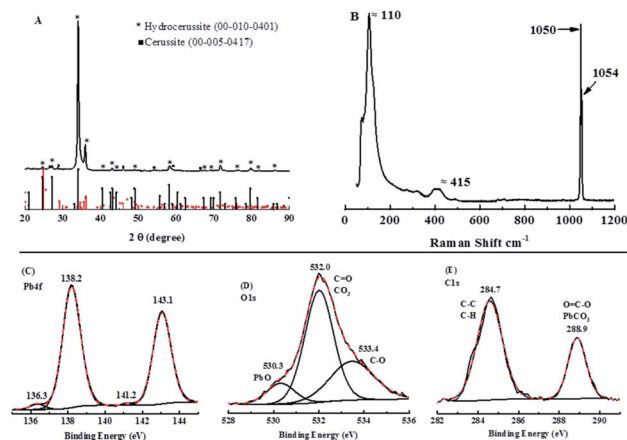 A
* Hydrocerussite (00-010-0401)
▪ Cerussite (00-005-0417)
20 30 40 50 60 70 80 90
2 θ (degree)
B
≈ 110
≈ 415
1050
1054
0 200 400 600 800 1000 1200
Raman Shift cm-1
(C)
Pb4f
138.2
143.1
136.3
141.2
136 138 140 142 144
Binding Energy (eV)
(D)
O1s
532.0
C=O
CO3
530.3
PbO
533.4
C-O
528 530 532 534 536
Binding Energy (eV)
(E)
C1s
284.7
C-C
C-H
O=C-O
PbCO3
288.9
282 284 286 288 290
Binding Energy (eV)